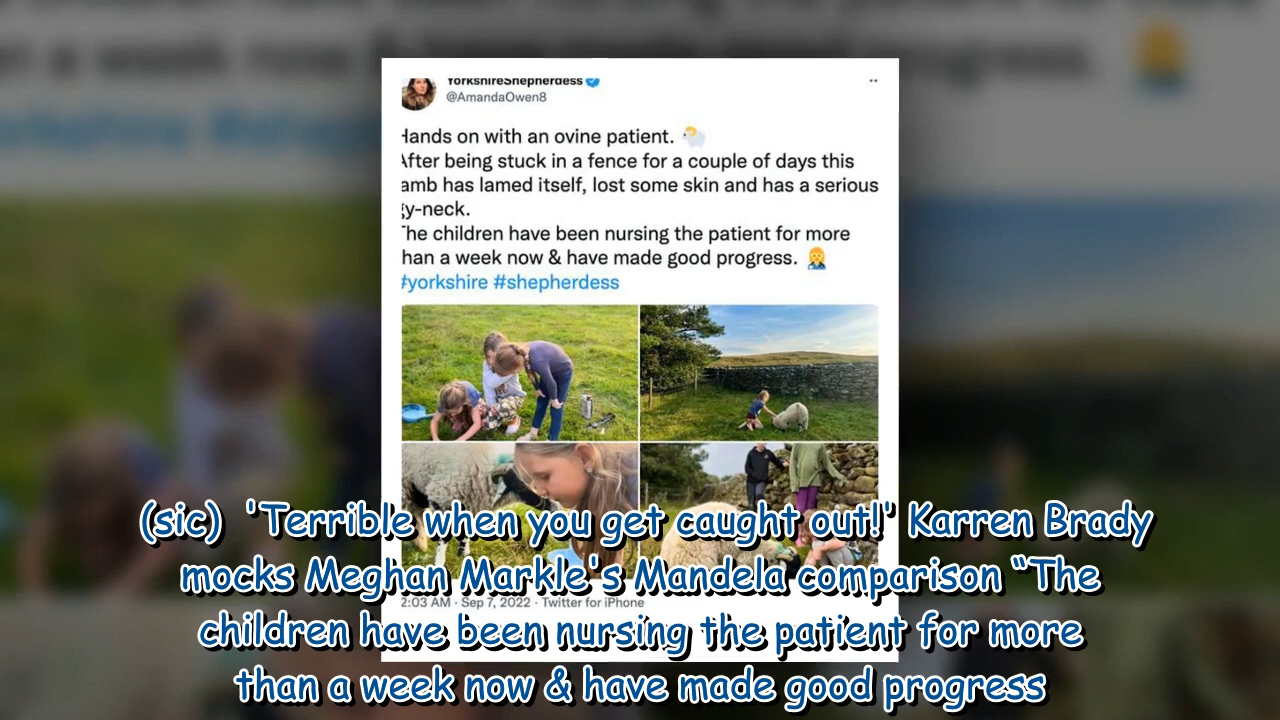 YorkshireShepherdess
@AmandaOwen8
Hands on with an ovine patient.
After being stuck in a fence for a couple of days this
amb has lamed itself, lost some skin and has a serious
gy-neck.
The children have been nursing the patient for more
han a week now & have made good progress.
#yorkshire #shepherdess
(sic) 'Terrible when you get caught out!' Karren Brady
mocks Meghan Markle's Mandela comparison “The
2:03 AM · Sep 7, 2022 · Twitter for iPhone
children have been nursing the patient for more
than a week now & have made good progress